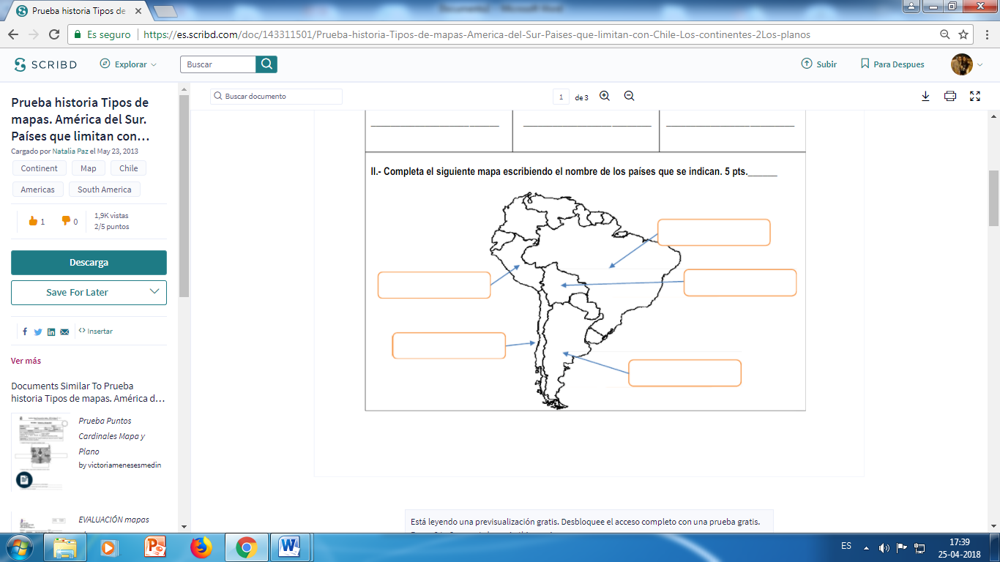 Prueba historia Tipos de
Es seguro
https://es.scribd.com/doc/143311501/Prueba-historia-Tipos-de-mapas-America-del-Sur-Paises-que-limitan-con-Chile-Los-continentes-2Los-planos
SCRIBD
Explorar
Buscar
Subir
Para Despues
Prueba historia Tipos de
mapas. América del Sur.
Países que limitan con...
Cargado por Natalia Paz el May 23, 2013
Continent
Map
Chile
Americas
South America
1
0
1,9K vistas
2/5 puntos
Descarga
Save For Later
Insertar
Ver más
Documents Similar To Prueba
historia Tipos de mapas. América d...
Prueba Puntos
Cardinales Mapa y
Plano
by victoriamenesesmedin
EVALUACIÓN mapas
Buscar documento
1 de 3
II.- Completa el siguiente mapa escribiendo el nombre de los países que se indican. 5 pts.______
Está leyendo una previsualización gratis. Desbloquee el acceso completo con una prueba gratis.
ES
17:39
25-04-2018